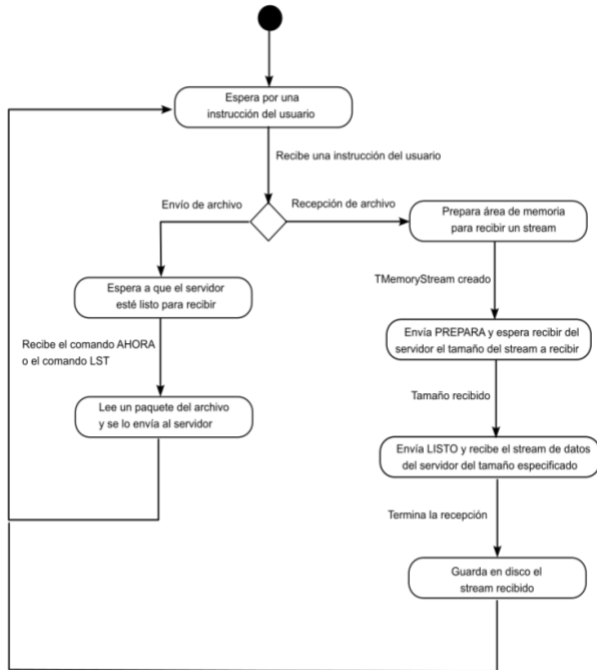 Espera por una
instrucción del usuario
Recibe una instrucción del usuario
Envío de archivo
Recepción de archivo
Prepara área de memoria
para recibir un stream
Espera a que el servidor
esté listo para recibir
TMemoryStream creado
Envía PREPARA y espera recibir del
servidor el tamaño del stream a recibir
Recibe el comando AHORA
o el comando LST
Tamaño recibido
Lee un paquete del archivo
y se lo envía al servidor
Envía LISTO y recibe el stream de datos
del servidor del tamaño especificado
Termina la recepción
Guarda en disco el
stream recibido